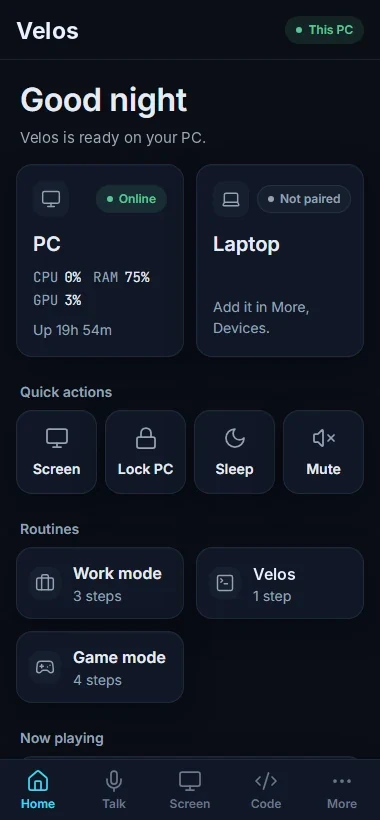 Velos
This PC
Good night
Velos is ready on your PC.
Online
PC
CPU 0% RAM 75%
GPU 3%
Up 19h 54m
Not paired
Laptop
Add it in More,
Devices.
Quick actions
Screen
Lock PC
Sleep
Mute
Routines
Work mode
3 steps
Velos
1 step
Game mode
4 steps
Now playing
Home
Talk
Screen
Code
More